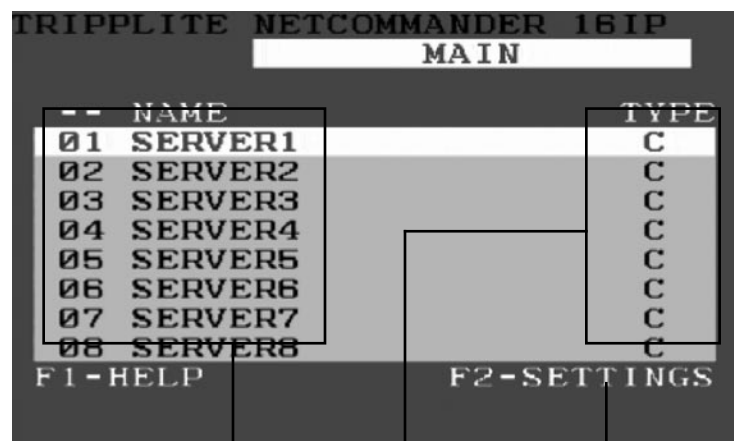 TRIPPLITE NETCOMMANDER 16IP
MAIN
-- NAME TYPE
01 SERVER1 C
02 SERVER2 C
03 SERVER3 C
04 SERVER4 C
05 SERVER5 C
06 SERVER6 C
07 SERVER7 C
08 SERVER8 C
F1-HELP F2-SETTINGS